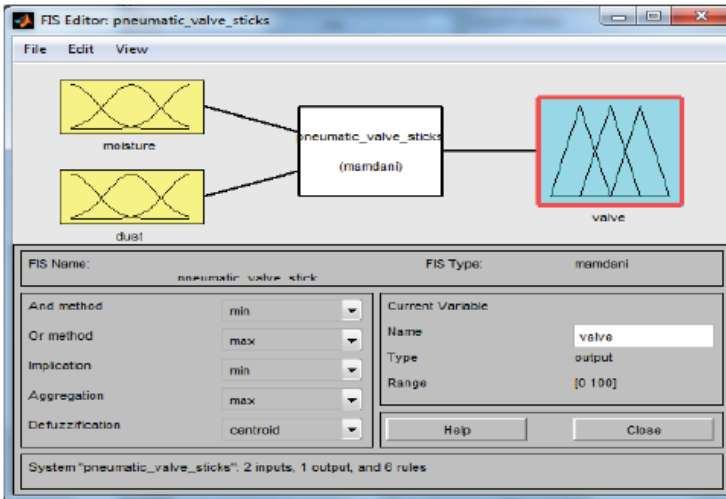 FIS Editor: pneumatic_valve_sticks
File Edit View
moisture
dust
pneumatic_valve_sticks
(mamdani)
valve
FIS Name:
pneumatic_valve_stick
FIS Type:
mamdani
And method
min
Or method
max
Implication
min
Aggregation
max
Defuzzification
centroid
Current Variable
Name
valve
Type
output
Range
[0 100]
Help
Close
System "pneumatic_valve_sticks": 2 inputs, 1 output, and 6 rules